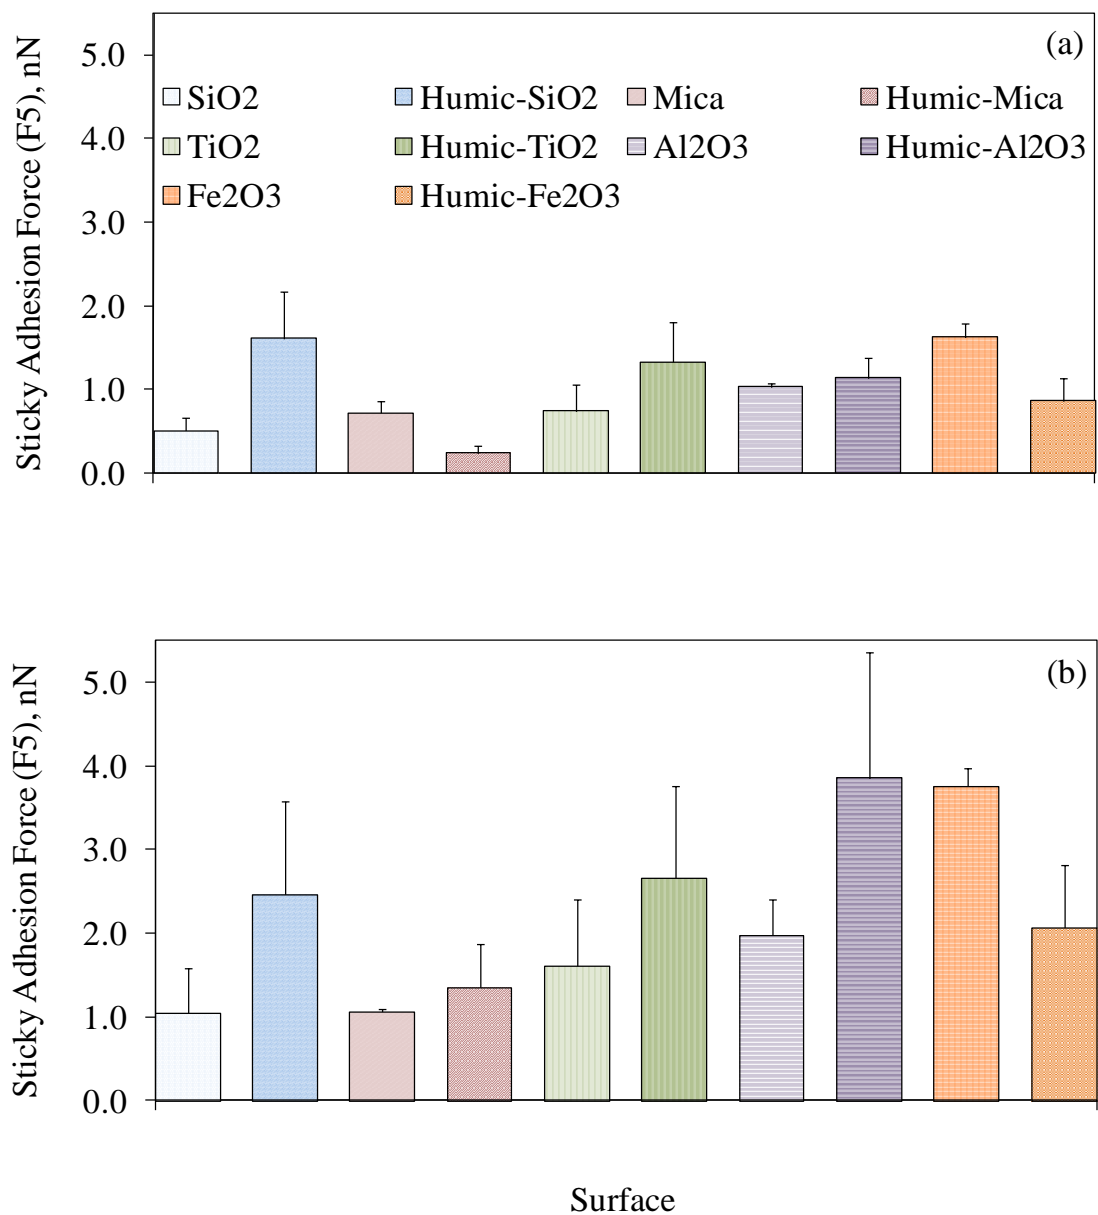 (a)
Sticky Adhesion Force (F5), nN
5.0
4.0
3.0
2.0
1.0
0.0
SiO2 Humic-SiO2 Mica Humic-Mica
TiO2 Humic-TiO2 Al2O3 Humic-Al2O3
Fe2O3 Humic-Fe2O3
(b)
Sticky Adhesion Force (F5), nN
5.0
4.0
3.0
2.0
1.0
0.0
Surface